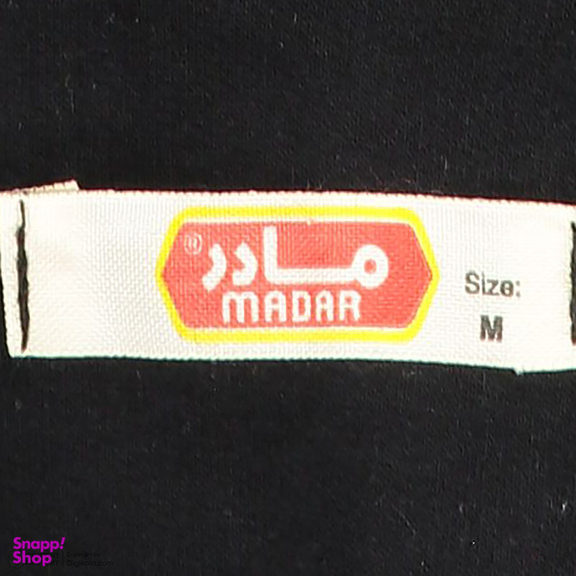 مادر ®
MADAR
Size:
M
Snapp!
Shop